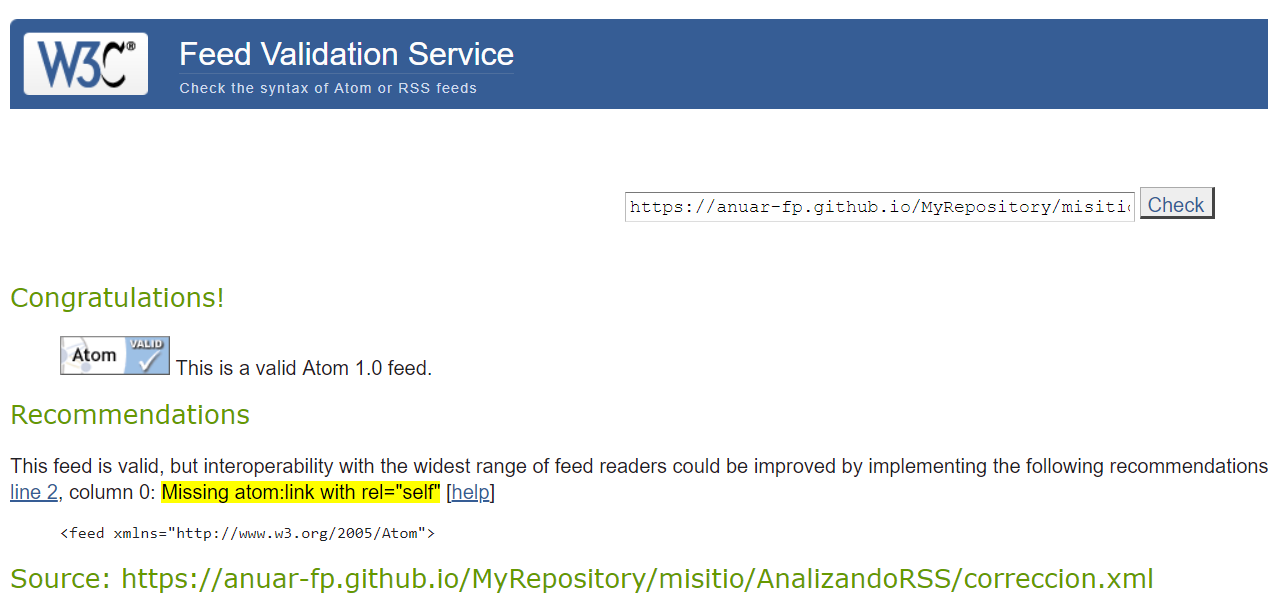 W3C®
Feed Validation Service
Check the syntax of Atom or RSS feeds
https://anuar-fp.github.io/MyRepository/misitio
Check
Congratulations!
Atom VALID
This is a valid Atom 1.0 feed.
Recommendations
This feed is valid, but interoperability with the widest range of feed readers could be improved by implementing the following recommendations
line 2, column 0: Missing atom:link with rel="self" [help]
<feed xmlns="http://www.w3.org/2005/Atom">
Source: https://anuar-fp.github.io/MyRepository/misitio/AnalizandoRSS/correccion.xml